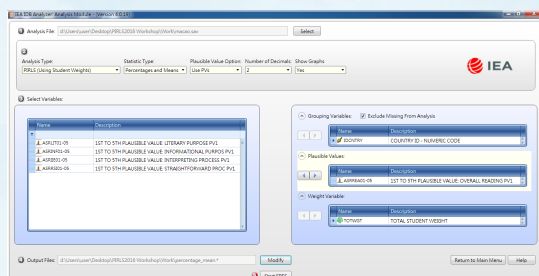 IEA IDB Analyzer: Analysis Module - (Version 4.0.14)
Analysis File: d:\Users\user\Desktop\PIRLS2016 Workshop\Work\macao.sav Select
Analysis Type: Statistic Type: Plausible Value Option: Number of Decimals: Show Graphs
PIRLS (Using Student Weights) Percentages and Means Use PVs 2 Yes
IEA
Select Variables:
Name Description
ASRLIT01-05 1ST TO 5TH PLAUSIBLE VALUE: LITERARY PURPOSE PV1
ASRINF01-05 1ST TO 5TH PLAUSIBLE VALUE: INFORMATIONAL PURPOS PV1
ASRIIE01-05 1ST TO 5TH PLAUSIBLE VALUE: INTERPRETING PROCESS PV1
ASRRSI01-05 1ST TO 5TH PLAUSIBLE VALUE: STRAIGHTFORWARD PROC PV1
Grouping Variables: Exclude Missing From Analysis
Name Description
IDCNTRY COUNTRY ID - NUMERIC CODE
Plausible Values:
Name Description
ASRREA01-05 1ST TO 5TH PLAUSIBLE VALUE: OVERALL READING PV1
Weight Variable:
Name Description
TOTWGT TOTAL STUDENT WEIGHT
Output Files: d:\Users\user\Desktop\PIRLS2016 Workshop\Work\percentage_mean.* Modify Return to Main Menu Help
Start SPSS